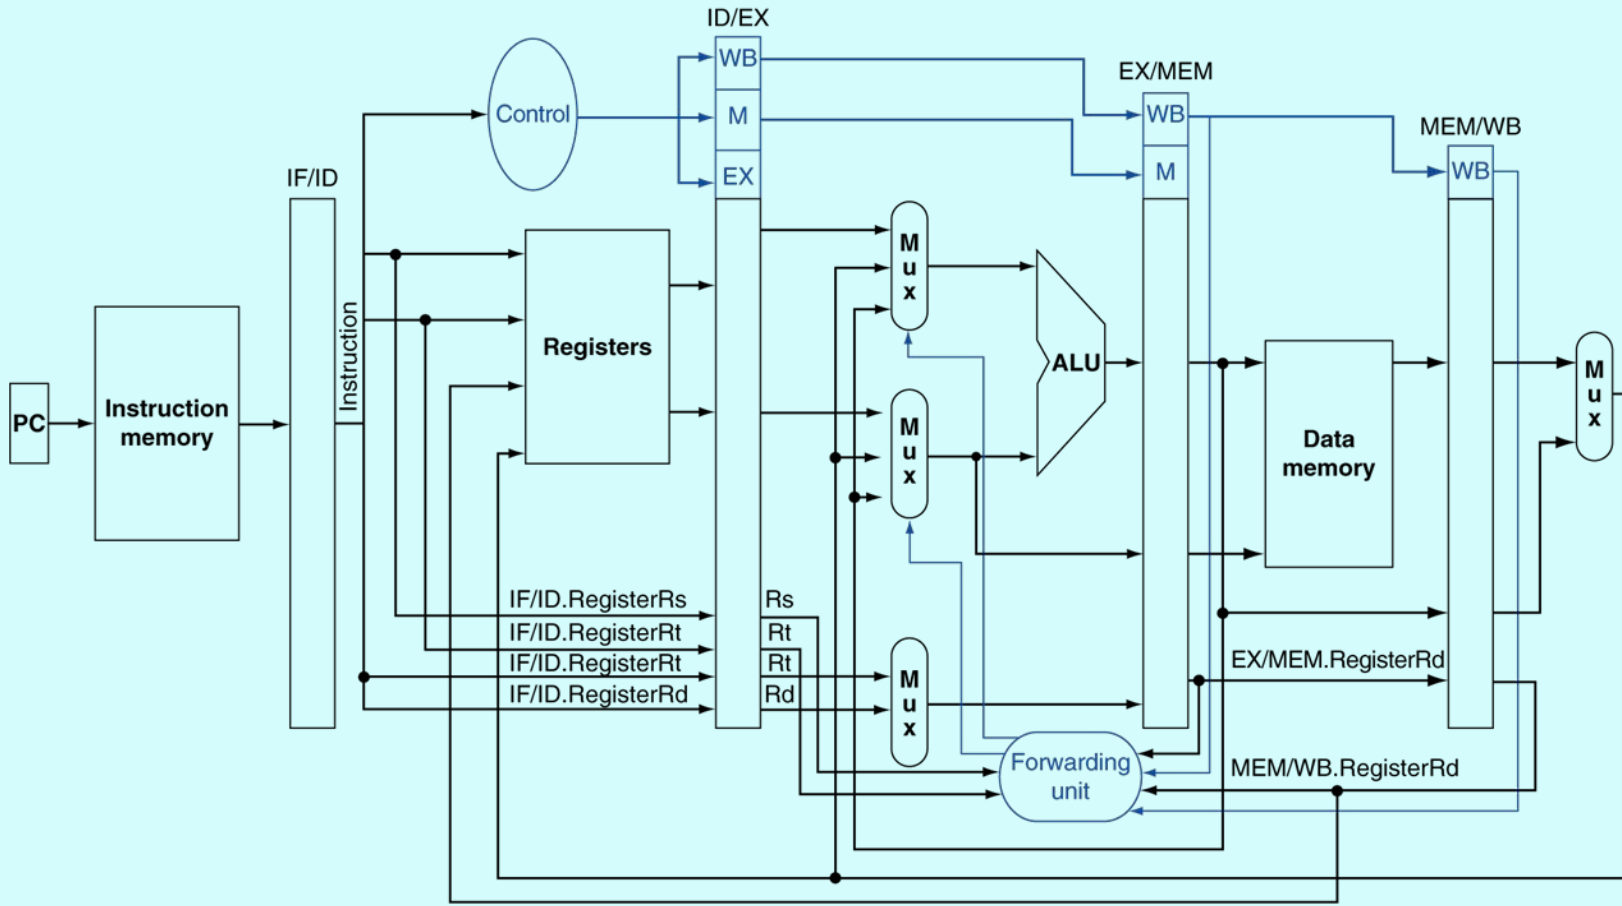 ID/EX
WB
Control
M
EX
EX/MEM
WB
M
MEM/WB
WB
IF/ID
Instruction
PC
Instruction
memory
Registers
M
u
x
M
u
x
ALU
Data
memory
M
u
x
IF/ID.RegisterRs
Rs
IF/ID.RegisterRt
Rt
IF/ID.RegisterRt
Rt
IF/ID.RegisterRd
Rd
M
u
x
EX/MEM.RegisterRd
Forwarding
unit
MEM/WB.RegisterRd